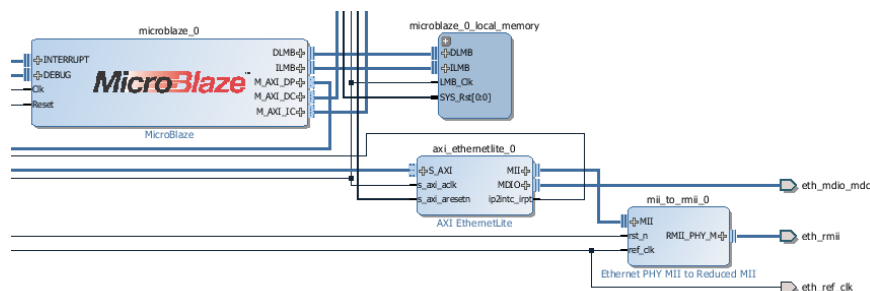 microblaze_0
INTERRUPT
DEBUG
Clk
Reset
MicroBlaze™
DLMB
ILMB
M_AXI_DP
M_AXI_DC
M_AXI_IC
MicroBlaze
microblaze_0_local_memory
DLMB
ILMB
LMB_Clk
SYS_Rst[0:0]
axi_ethernetlite_0
S_AXI
s_axi_aclk
s_axi_aresetn
MII
MDIO
ip2intc_irpt
AXI EthernetLite
mii_to_rmii_0
MII
rst_n
ref_clk
RMII_PHY_M
Ethernet PHY MII to Reduced MII
eth_mdio_mdc
eth_rmii
eth_ref_clk